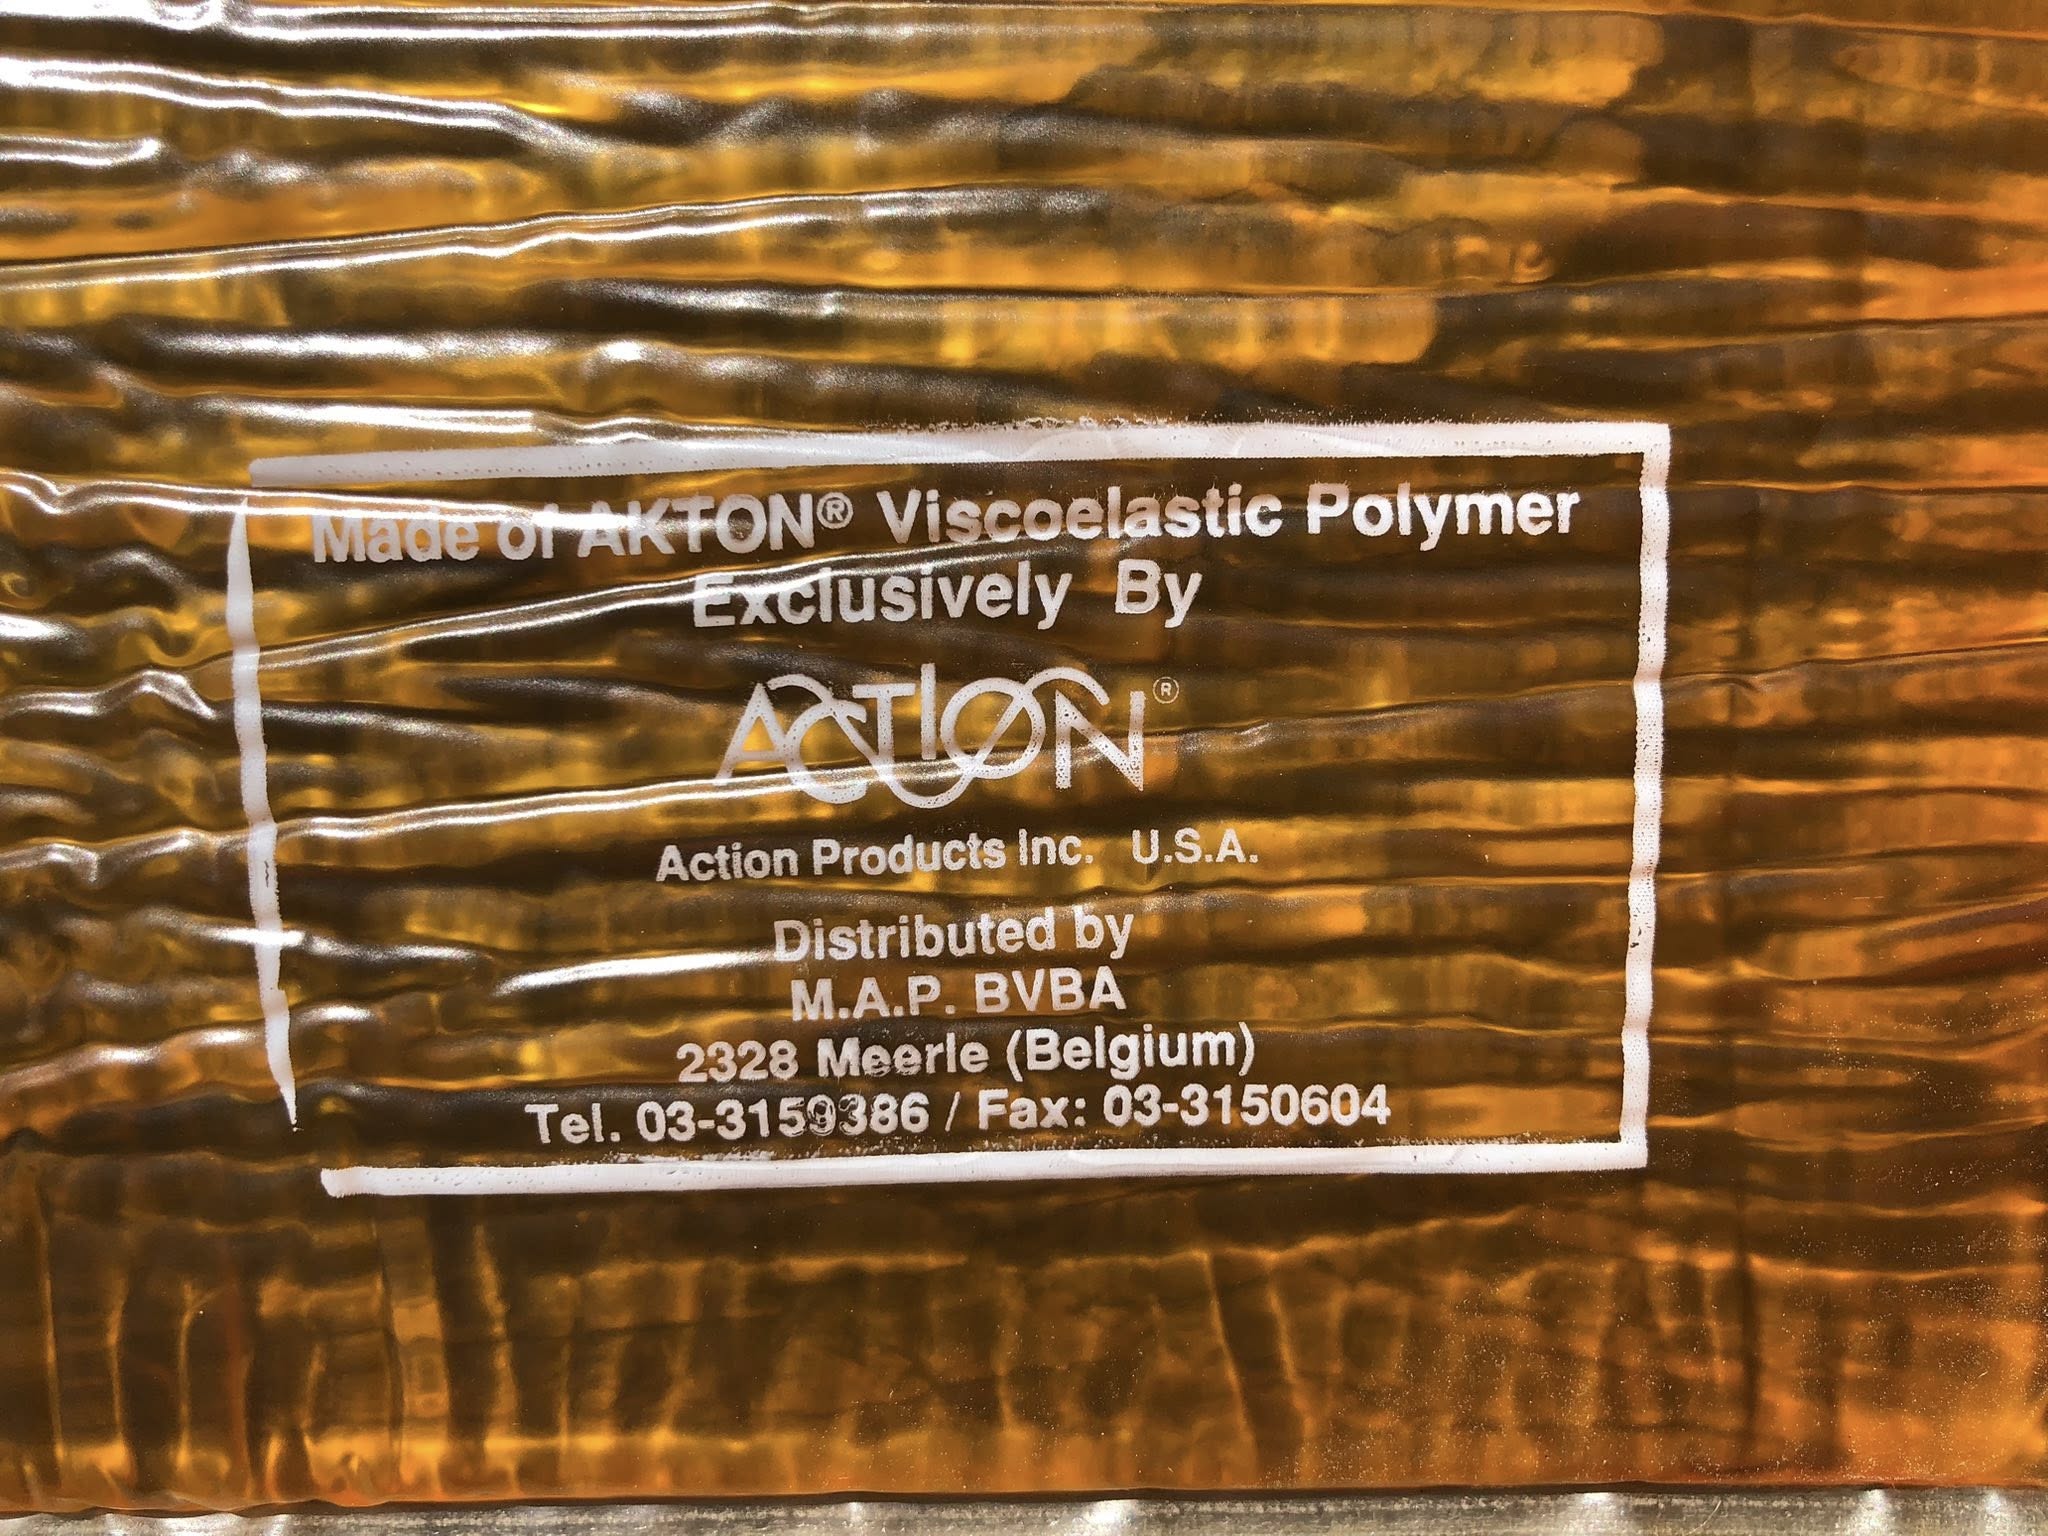 Made of AKTON® Viscoelastic Polymer
Exclusively By
ACTION®
Action Products Inc. U.S.A.
Distributed by
M.A.P. BVBA
2328 Meerle (Belgium)
Tel. 03-3159386 / Fax: 03-3150604